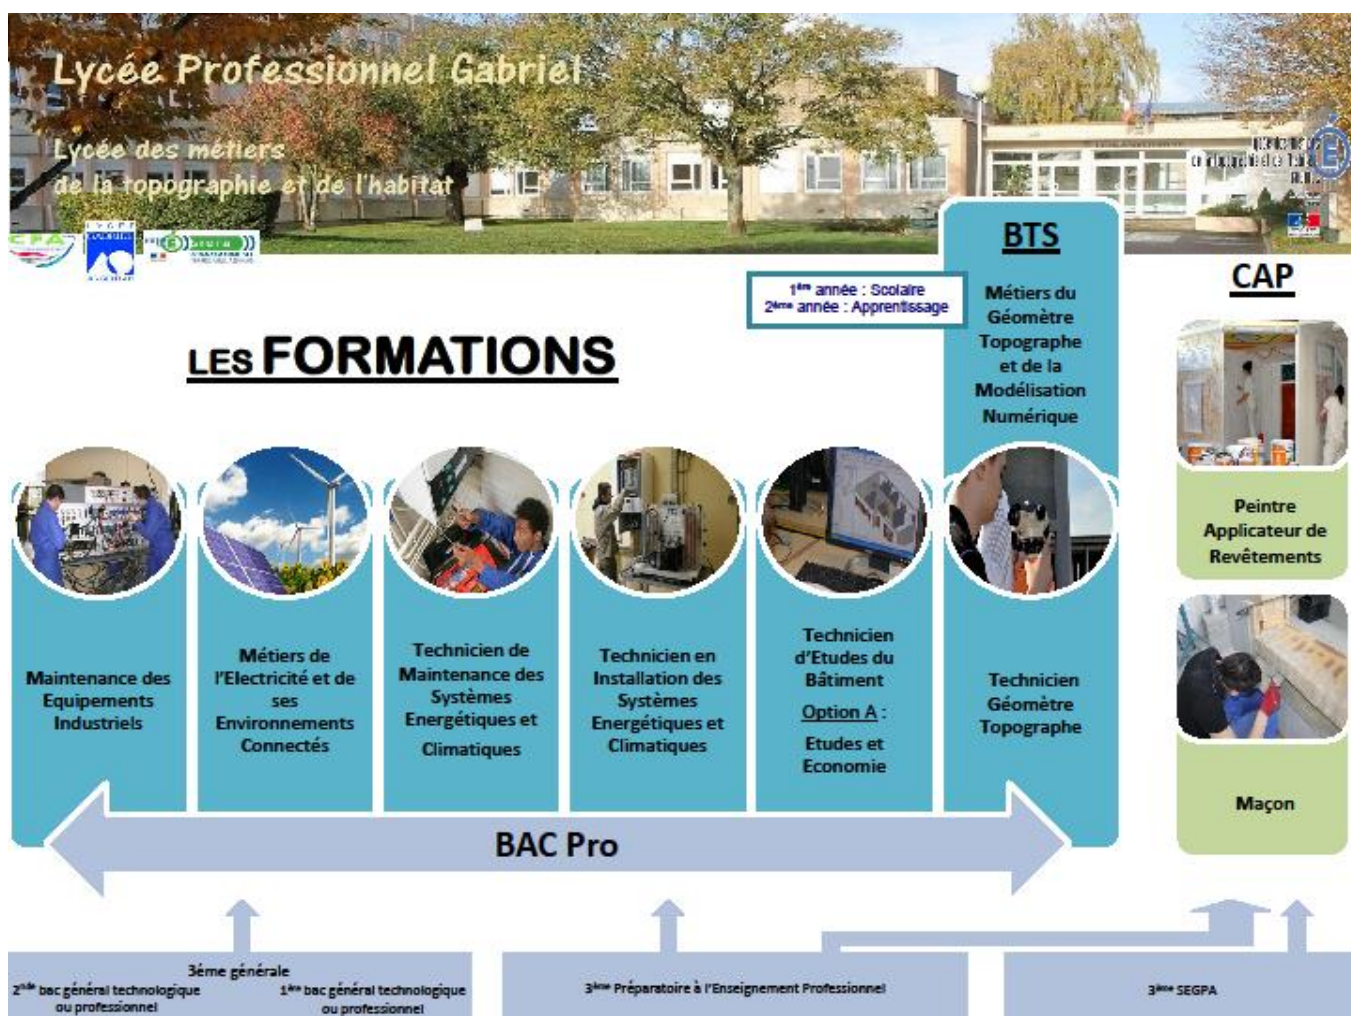 Lycée Professionnel Gabriel
Lycée des métiers
de la topographie et de l'habitat
CFA
LYCEE
BTS
Métiers du
Géomètre
Topographe
et de la
Modélisation
Numérique
1ère année : Scolaire
2ème année : Apprentissage
CAP
LES FORMATIONS
Peintre
Applicateur de
Revêtements
Maçon
Maintenance des
Equipements
Industriels
Métiers de
l'Electricité et de
ses
Environnements
Connectés
Technicien de
Maintenance des
Systèmes
Energétiques et
Climatiques
Technicien en
Installation des
Systèmes
Energétiques et
Climatiques
Technicien
d'Etudes du
Bâtiment
Option A :
Etudes et
Economie
Technicien
Géomètre
Topographe
BAC Pro
3éme générale
2nde bac général technologique
ou professionnel
1ère bac général technologique
ou professionnel
3ème Préparatoire à l'Enseignement Professionnel
3ème SEGPA